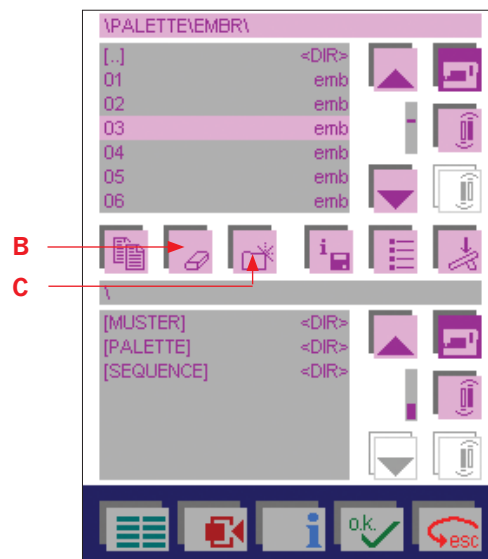 \PALETTE\EMBR\
[..] <DIR>
01 emb
02 emb
03 emb
04 emb
05 emb
06 emb
B
C
i
\
[MUSTER] <DIR>
[PALETTE] <DIR>
[SEQUENCE] <DIR>
i
o.k.
esc